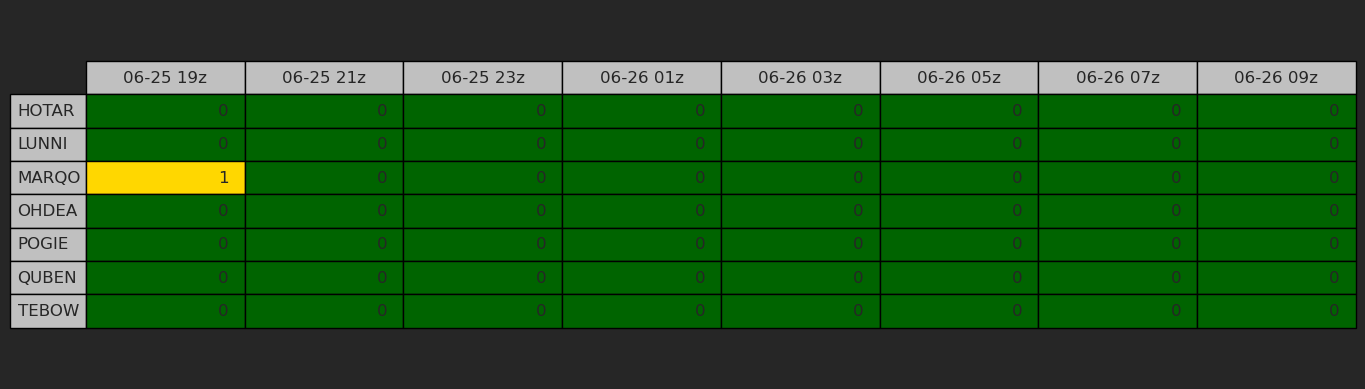 06-25 19z 06-25 21z 06-25 23z 06-26 01z 06-26 03z 06-26 05z 06-26 07z 06-26 09z
HOTAR 0 0 0 0 0 0 0 0
LUNNI 0 0 0 0 0 0 0 0
MARQO 1 0 0 0 0 0 0 0
OHDEA 0 0 0 0 0 0 0 0
POGIE 0 0 0 0 0 0 0 0
QUBEN 0 0 0 0 0 0 0 0
TEBOW 0 0 0 0 0 0 0 0